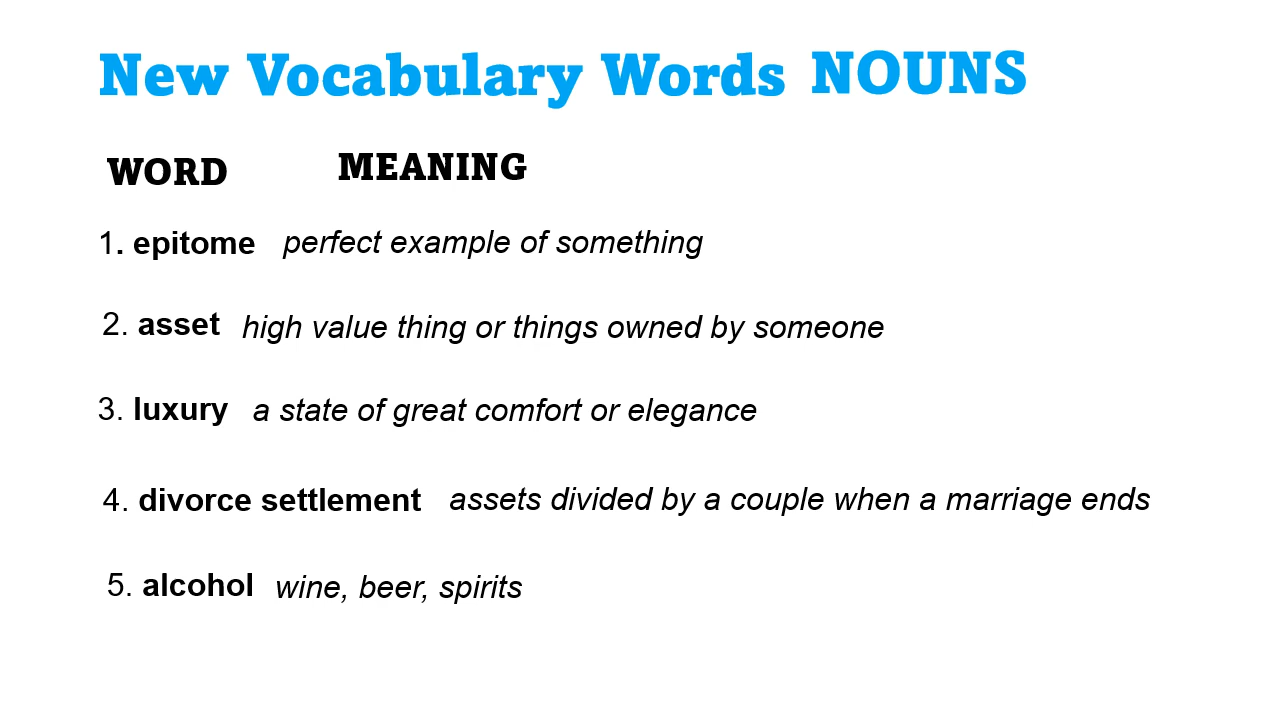 New Vocabulary Words NOUNS
WORD MEANING
1. epitome perfect example of something
2. asset high value thing or things owned by someone
3. luxury a state of great comfort or elegance
4. divorce settlement assets divided by a couple when a marriage ends
5. alcohol wine, beer, spirits